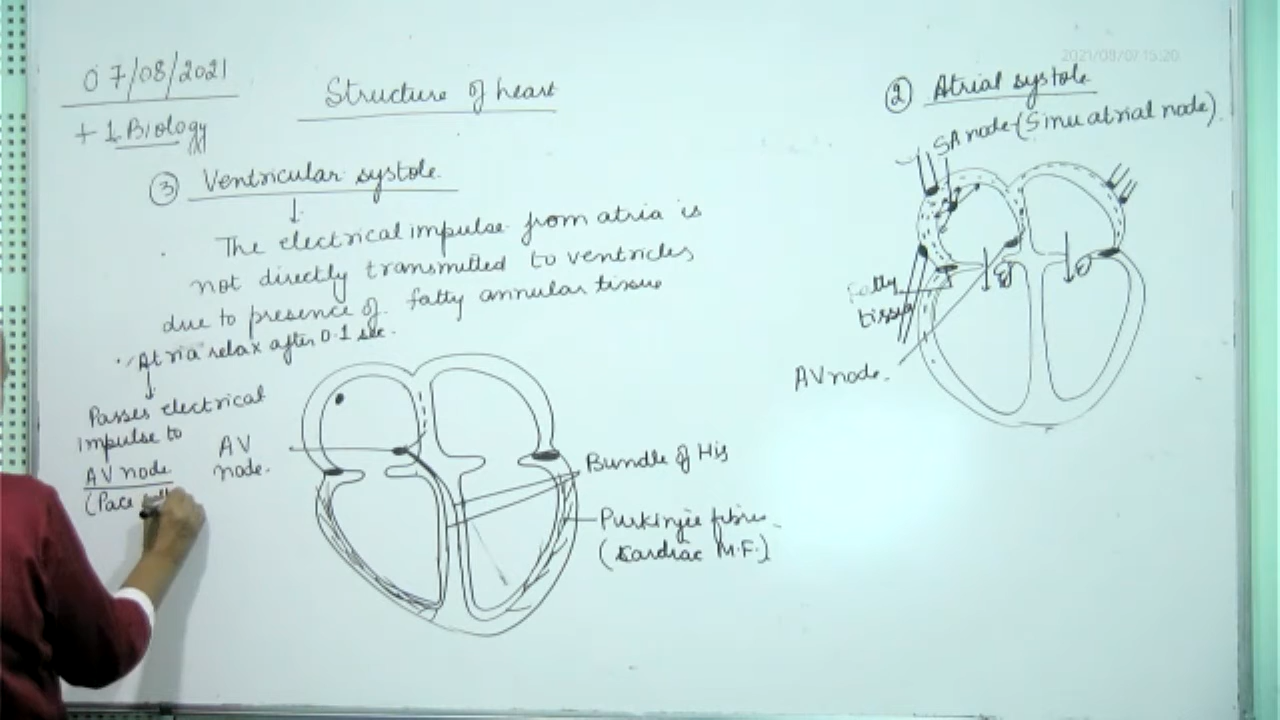 07/08/2021
+1 Biology
Structure of heart
③ Ventricular systole
The electrical impulse from atria is
not directly transmitted to ventricles
due to presence of fatty annular tissue
Atria relax after 0.1 sec.
Passes electrical
impulse to
AV node
(Pace
AV
node.
Bundle of His
Purkinjee fibres
(Cardiac M.F.)
2021/08/07 15:20
② Atrial systole
SA node-(Sinu atrial node)
Fatty
tissue
AV node.